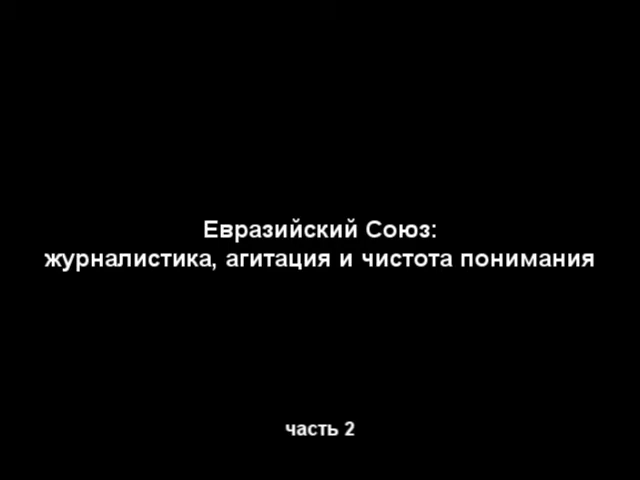 Евразийский Союз:
журналистика, агитация и чистота понимания
часть 2